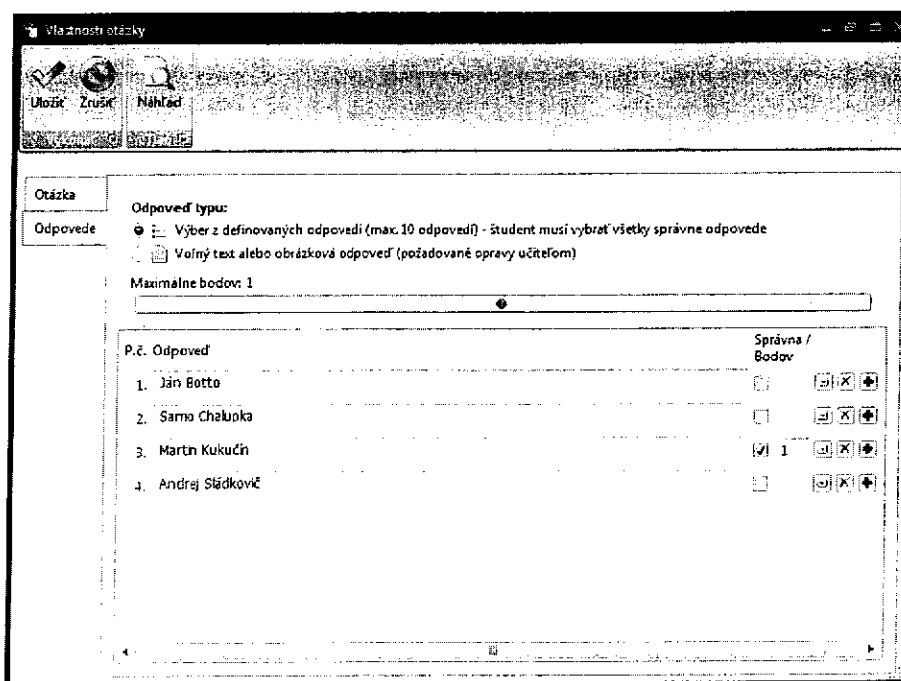 Vlastnosti otázky
Uložiť Zrušiť Náhľad
Otázka
Odpovede
Odpoveď typu:
Výber z definovaných odpovedí (max. 10 odpovedí) - študent musí vybrať všetky správne odpovede
Voľný text alebo obrázková odpoveď (požadované opravy učiteľom)
Maximálne bodov: 1
P.č. Odpoveď Správna / Bodov
1. Ján Botto
2. Samo Chalupka
3. Martin Kukučín 1
4. Andrej Sládkovič